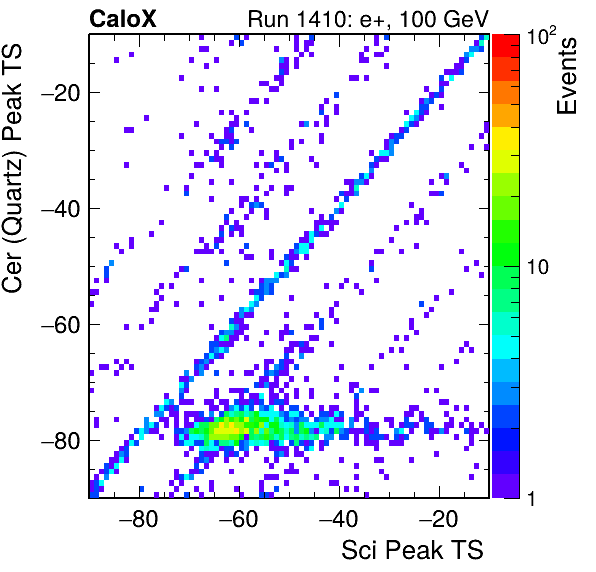 CaloX Run 1410: e+, 100 GeV
Cer (Quartz) Peak TS
−20
−40
−60
−80
−80 −60 −40 −20
Sci Peak TS
10²
10
1
Events